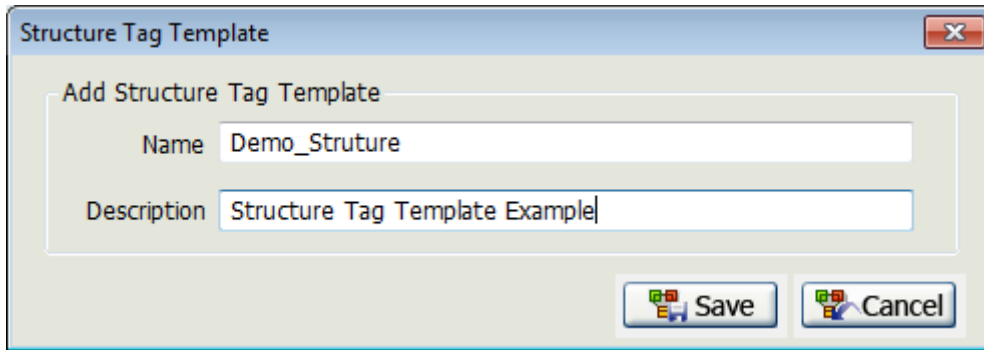 Structure Tag Template
Add Structure Tag Template
Name Demo_Struture
Description Structure Tag Template Example
Save Cancel